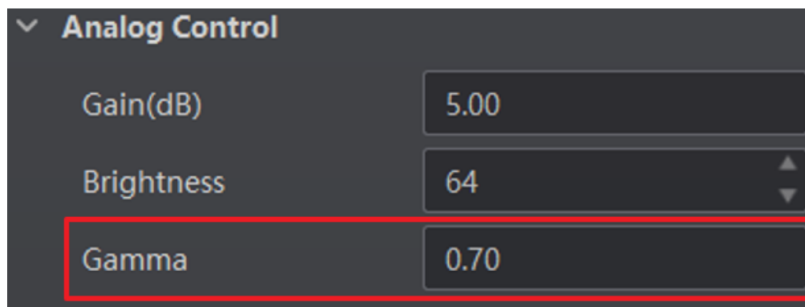 Analog Control
Gain(dB) 5.00
Brightness 64
Gamma 0.70